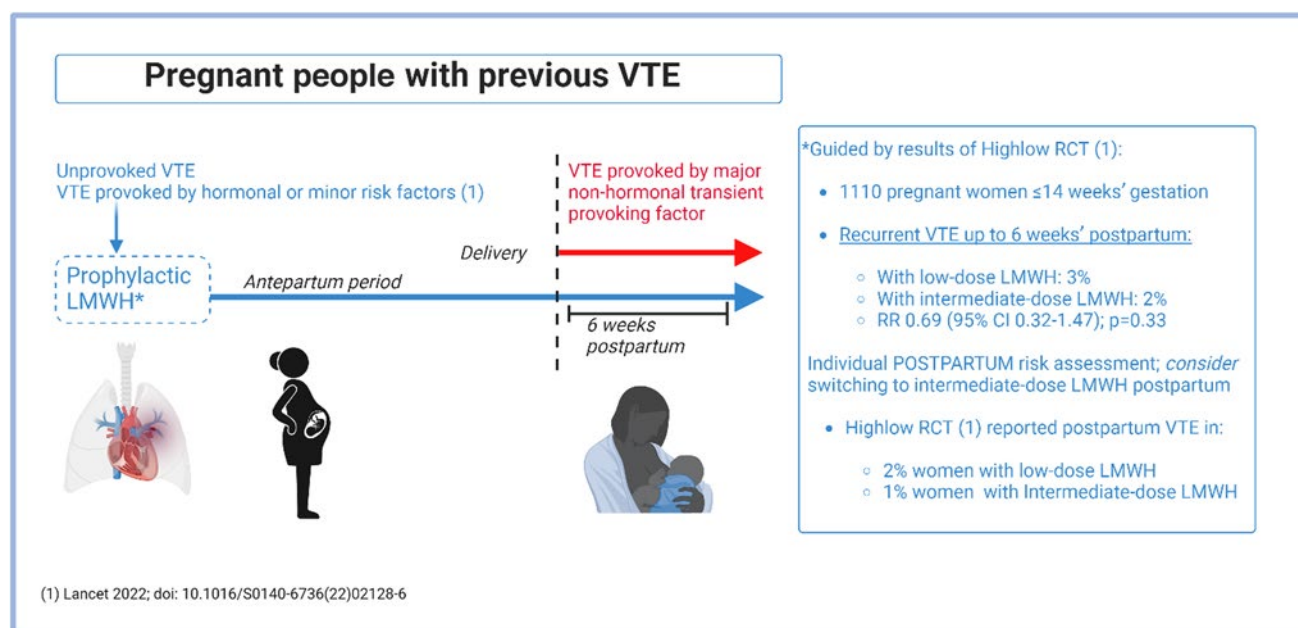 Pregnant people with previous VTE
Unprovoked VTE
VTE provoked by hormonal or minor risk factors (1)
Prophylactic
LMWH*
Antepartum period
Delivery
VTE provoked by major
non-hormonal transient
provoking factor
6 weeks
postpartum
*Guided by results of Highlow RCT (1):
• 1110 pregnant women ≤14 weeks’ gestation
• Recurrent VTE up to 6 weeks’ postpartum:
○ With low-dose LMWH: 3%
○ With intermediate-dose LMWH: 2%
○ RR 0.69 (95% CI 0.32-1.47); p=0.33
Individual POSTPARTUM risk assessment; consider
switching to intermediate-dose LMWH postpartum
• Highlow RCT (1) reported postpartum VTE in:
○ 2% women with low-dose LMWH
○ 1% women with Intermediate-dose LMWH
(1) Lancet 2022; doi: 10.1016/S0140-6736(22)02128-6